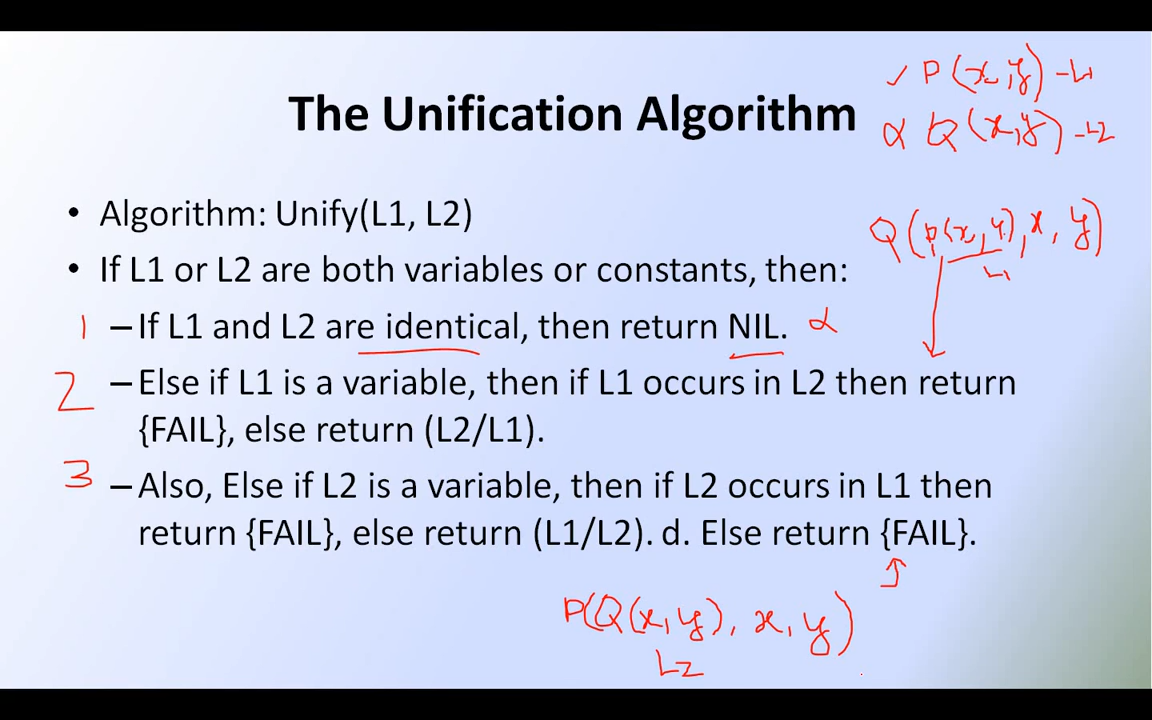 ✓ P(x,y) -L1
The Unification Algorithm
α Q(x,y) -L2
• Algorithm: Unify(L1, L2)
Q(P(x,y),x,y)
L1
• If L1 or L2 are both variables or constants, then:
1 –If L1 and L2 are identical, then return NIL. α
2 –Else if L1 is a variable, then if L1 occurs in L2 then return
{FAIL}, else return (L2/L1).
3 –Also, Else if L2 is a variable, then if L2 occurs in L1 then
return {FAIL}, else return (L1/L2). d. Else return {FAIL}.
P(Q(x,y), x,y)
L2